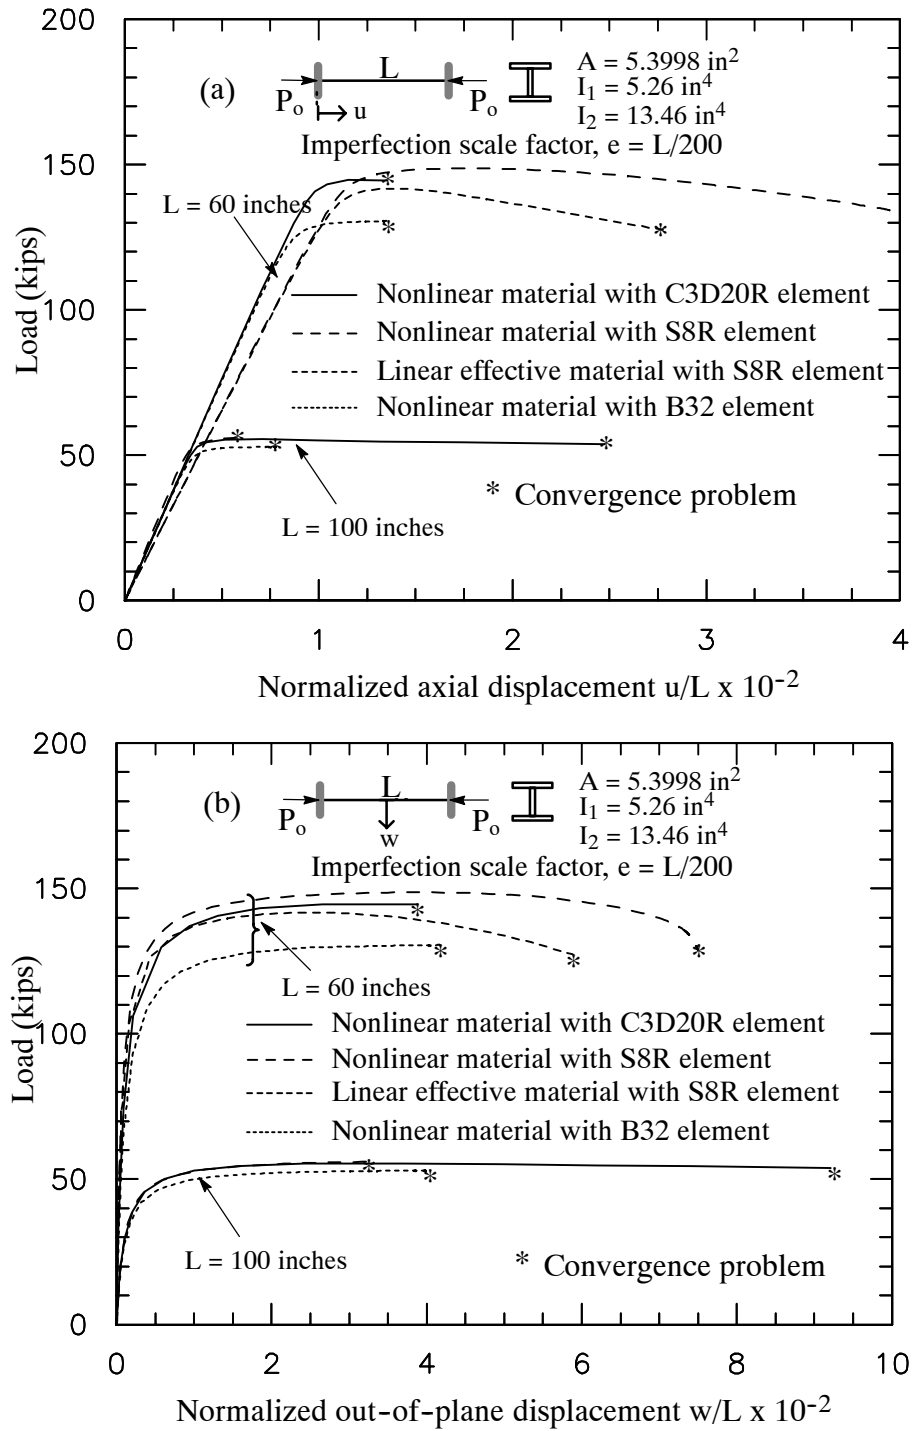 200
(a)
L
P₀
P₀
u
A = 5.3998 in²
I₁ = 5.26 in⁴
I₂ = 13.46 in⁴
Imperfection scale factor, e = L/200
150
L = 60 inches
Load (kips)
Nonlinear material with C3D20R element
100
Nonlinear material with S8R element
Linear effective material with S8R element
Nonlinear material with B32 element
50
* Convergence problem
L = 100 inches
0
0 1 2 3 4
Normalized axial displacement u/L x 10⁻²
200
(b)
L
P₀
P₀
w
A = 5.3998 in²
I₁ = 5.26 in⁴
I₂ = 13.46 in⁴
Imperfection scale factor, e = L/200
150
L = 60 inches
Load (kips)
Nonlinear material with C3D20R element
100
Nonlinear material with S8R element
Linear effective material with S8R element
Nonlinear material with B32 element
50
L = 100 inches
* Convergence problem
0
0 2 4 6 8 10
Normalized out-of-plane displacement w/L x 10⁻²